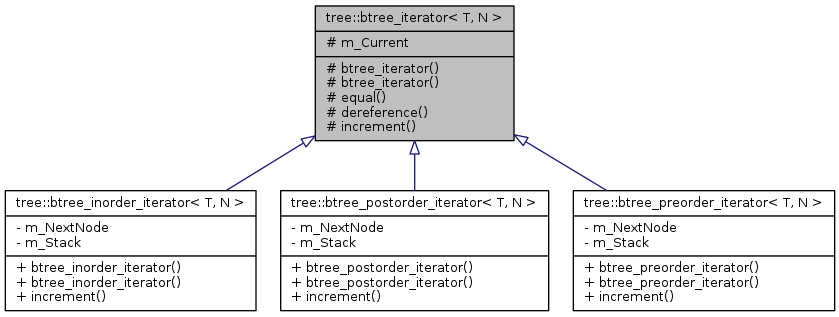 tree::btree_iterator< T, N >
# m_Current
# btree_iterator()
# btree_iterator()
# equal()
# dereference()
# increment()
tree::btree_inorder_iterator< T, N >
- m_NextNode
- m_Stack
+ btree_inorder_iterator()
+ btree_inorder_iterator()
+ increment()
tree::btree_postorder_iterator< T, N >
- m_NextNode
- m_Stack
+ btree_postorder_iterator()
+ btree_postorder_iterator()
+ increment()
tree::btree_preorder_iterator< T, N >
- m_NextNode
- m_Stack
+ btree_preorder_iterator()
+ btree_preorder_iterator()
+ increment()